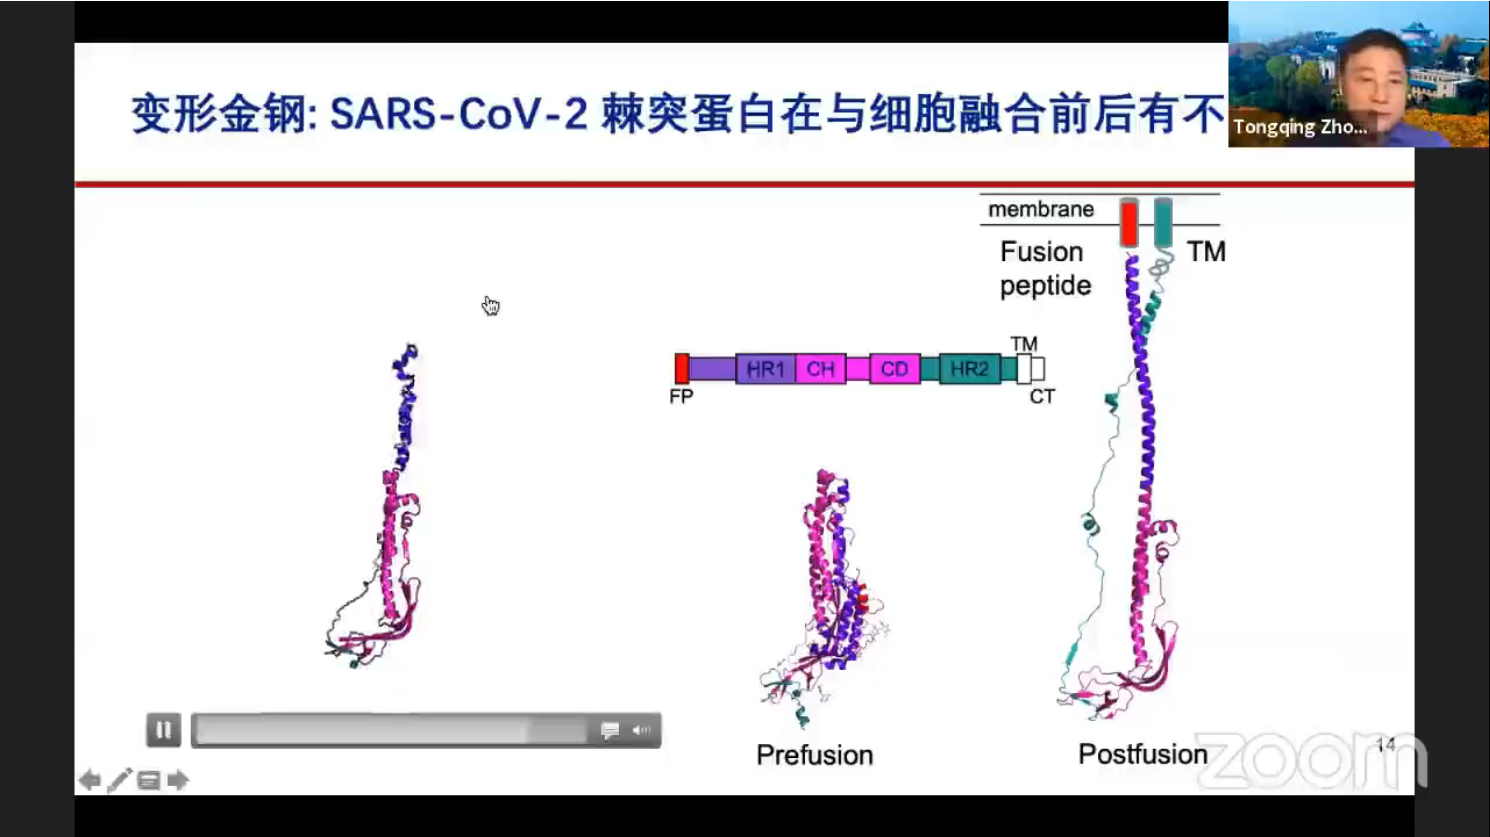 变形金钢: SARS-CoV-2 棘突蛋白在与细胞融合前后有不
Tongqing Zho...
membrane
Fusion
peptide
TM
TM
HR1
CH
CD
HR2
FP
CT
Prefusion
Postfusion
14
zoom